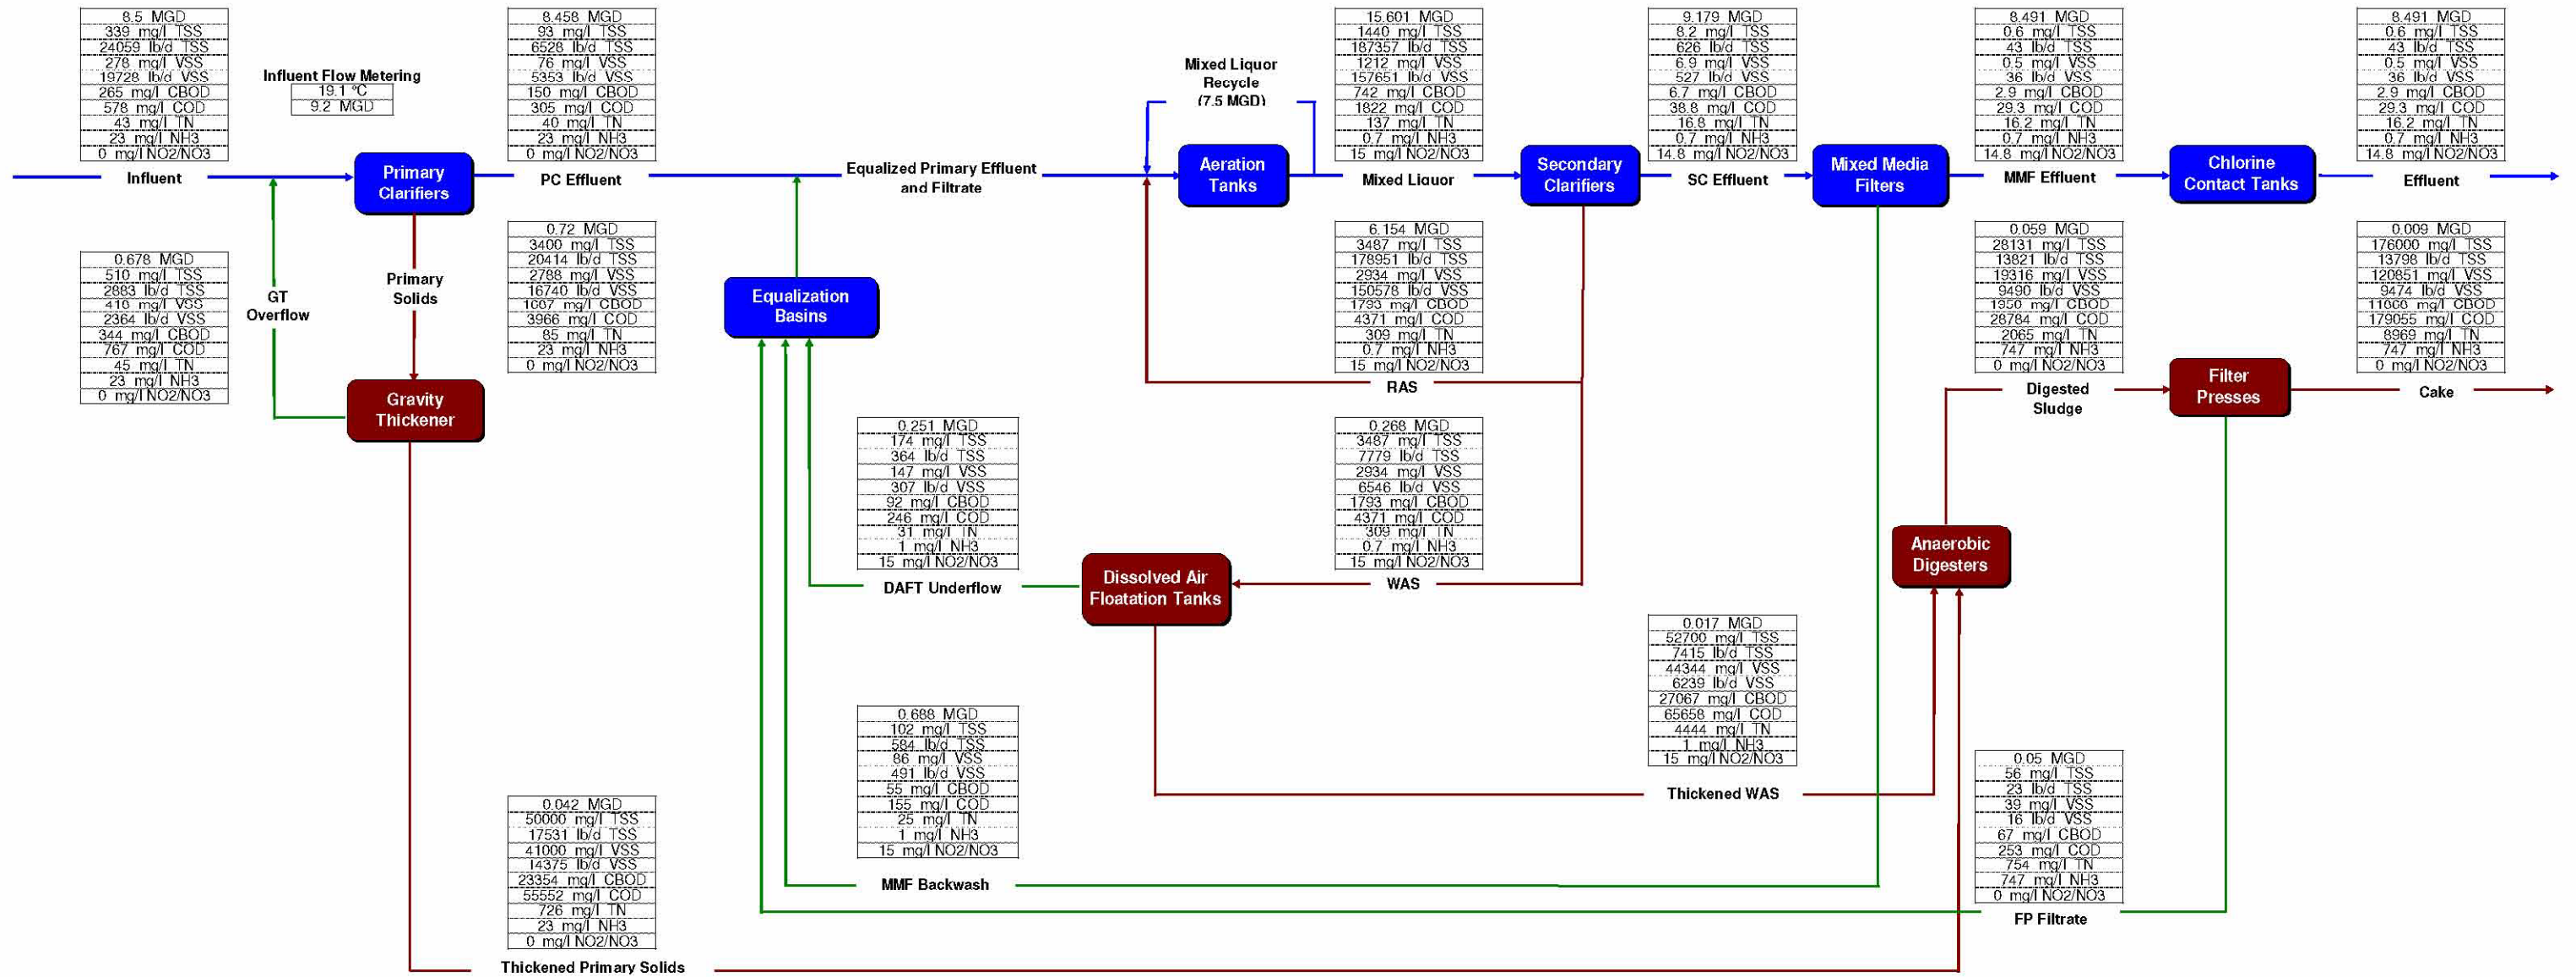 8.5 MGD
339 mg/l TSS
24059 lb/d TSS
278 mg/l VSS
19728 lb/d VSS
265 mg/l CBOD
578 mg/l COD
43 mg/l TN
23 mg/l NH3
0 mg/l NO2/NO3
Influent Flow Metering
19.1 ºC
9.2 MGD
8.458 MGD
93 mg/l TSS
6528 lb/d TSS
76 mg/l VSS
5353 lb/d VSS
150 mg/l CBOD
305 mg/l COD
40 mg/l TN
23 mg/l NH3
0 mg/l NO2/NO3
Mixed Liquor
Recycle
(7.5 MGD)
15.601 MGD
1440 mg/l TSS
187357 lb/d TSS
1212 mg/l VSS
157651 lb/d VSS
742 mg/l CBOD
1822 mg/l COD
137 mg/l TN
0.7 mg/l NH3
15 mg/l NO2/NO3
9.179 MGD
8.2 mg/l TSS
626 lb/d TSS
6.9 mg/l VSS
527 lb/d VSS
6.7 mg/l CBOD
38.8 mg/l COD
16.8 mg/l TN
0.7 mg/l NH3
14.8 mg/l NO2/NO3
8.491 MGD
0.6 mg/l TSS
43 lb/d TSS
0.5 mg/l VSS
36 lb/d VSS
2.9 mg/l CBOD
29.3 mg/l COD
16.2 mg/l TN
0.7 mg/l NH3
14.8 mg/l NO2/NO3
8.491 MGD
0.6 mg/l TSS
43 lb/d TSS
0.5 mg/l VSS
36 lb/d VSS
2.9 mg/l CBOD
29.3 mg/l COD
16.2 mg/l TN
0.7 mg/l NH3
14.8 mg/l NO2/NO3
Influent
Primary
Clarifiers
PC Effluent
Equalized Primary Effluent
and Filtrate
Aeration
Tanks
Mixed Liquor
Secondary
Clarifiers
SC Effluent
Mixed Media
Filters
MMF Effluent
Chlorine
Contact Tanks
Effluent
0.678 MGD
510 mg/l TSS
2883 lb/d TSS
418 mg/l VSS
2364 lb/d VSS
344 mg/l CBOD
767 mg/l COD
45 mg/l TN
23 mg/l NH3
0 mg/l NO2/NO3
GT
Overflow
Primary
Solids
0.72 MGD
3400 mg/l TSS
20414 lb/d TSS
2788 mg/l VSS
16740 lb/d VSS
mg/l CBOD
3966 mg/l COD
85 mg/l TN
23 mg/l NH3
0 mg/l NO2/NO3
Equalization
Basins
6.154 MGD
3487 mg/l TSS
178951 lb/d TSS
2934 mg/l VSS
150578 lb/d VSS
1793 mg/l CBOD
4371 mg/l COD
309 mg/l TN
0.7 mg/l NH3
15 mg/l NO2/NO3
RAS
0.059 MGD
28131 mg/l TSS
13821 lb/d TSS
19316 mg/l VSS
9490 lb/d VSS
1950 mg/l CBOD
28784 mg/l COD
2065 mg/l TN
747 mg/l NH3
0 mg/l NO2/NO3
0.009 MGD
176000 mg/l TSS
13798 lb/d TSS
120851 mg/l VSS
9474 lb/d VSS
mg/l CBOD
179055 mg/l COD
8969 mg/l TN
747 mg/l NH3
0 mg/l NO2/NO3
Gravity
Thickener
Digested
Sludge
Filter
Presses
Cake
0.251 MGD
174 mg/l TSS
364 lb/d TSS
147 mg/l VSS
307 lb/d VSS
92 mg/l CBOD
246 mg/l COD
31 mg/l TN
1 mg/l NH3
15 mg/l NO2/NO3
DAFT Underflow
Dissolved Air
Floatation Tanks
0.268 MGD
3487 mg/l TSS
7779 lb/d TSS
2934 mg/l VSS
6546 lb/d VSS
1793 mg/l CBOD
4371 mg/l COD
309 mg/l TN
0.7 mg/l NH3
15 mg/l NO2/NO3
WAS
Anaerobic
Digesters
0.017 MGD
52700 mg/l TSS
7415 lb/d TSS
44344 mg/l VSS
6239 lb/d VSS
27067 mg/l CBOD
65658 mg/l COD
4444 mg/l TN
1 mg/l NH3
15 mg/l NO2/NO3
Thickened WAS
0.688 MGD
102 mg/l TSS
584 lb/d TSS
86 mg/l VSS
491 lb/d VSS
55 mg/l CBOD
155 mg/l COD
25 mg/l TN
1 mg/l NH3
15 mg/l NO2/NO3
MMF Backwash
0.05 MGD
56 mg/l TSS
23 lb/d TSS
39 mg/l VSS
16 lb/d VSS
67 mg/l CBOD
253 mg/l COD
754 mg/l TN
747 mg/l NH3
0 mg/l NO2/NO3
FP Filtrate
0.042 MGD
50000 mg/l TSS
17531 lb/d TSS
41000 mg/l VSS
14375 lb/d VSS
23354 mg/l CBOD
55552 mg/l COD
726 mg/l TN
23 mg/l NH3
0 mg/l NO2/NO3
Thickened Primary Solids